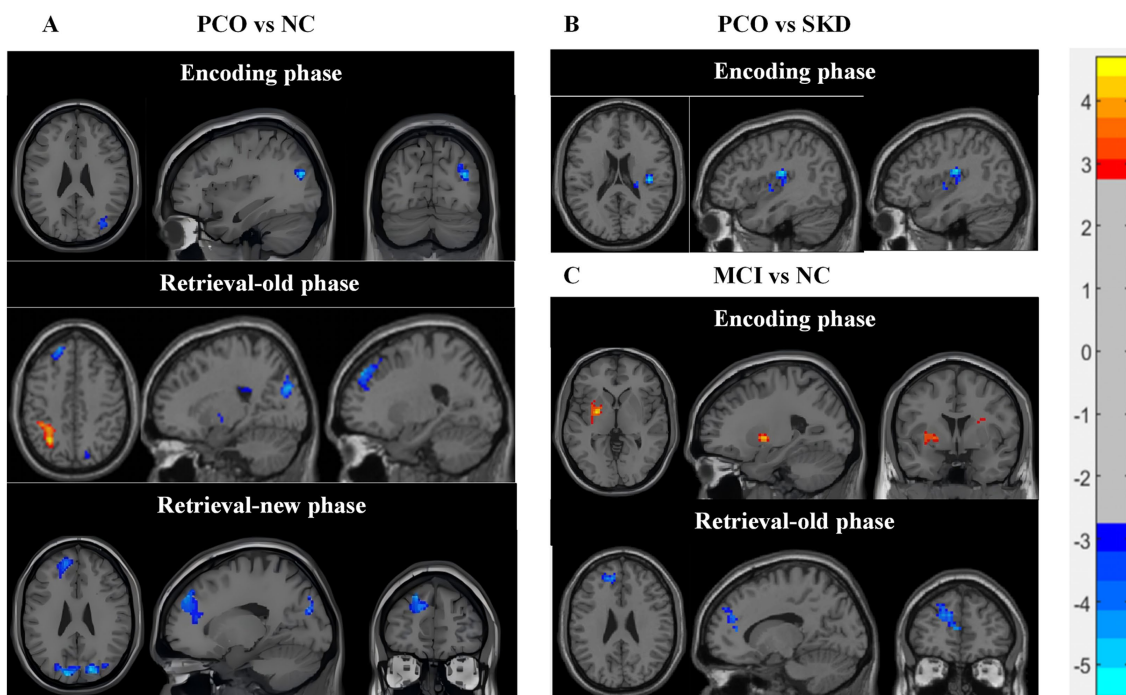 A PCO vs NC
Encoding phase
Retrieval-old phase
Retrieval-new phase
B PCO vs SKD
Encoding phase
C MCI vs NC
Encoding phase
Retrieval-old phase
4
3
2
1
0
-1
-2
-3
-4
-5